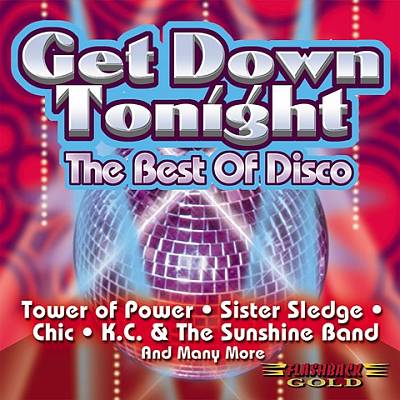 Get Down
Tonight
The Best Of Disco
Tower of Power • Sister Sledge •
Chic • K.C. & The Sunshine Band
And Many More
FLASHBACK
GOLD